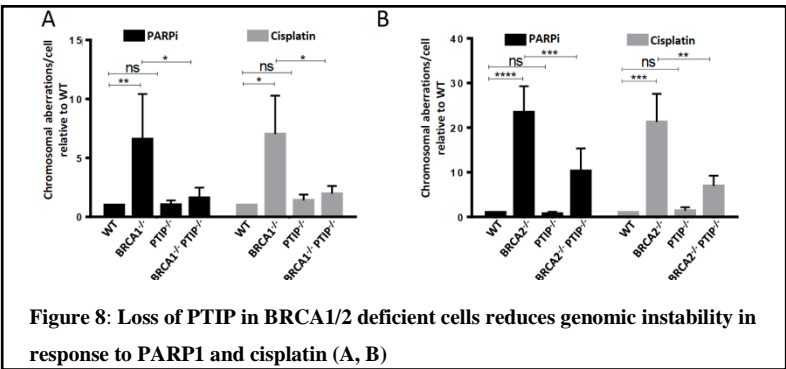 A
B
PARPi
Cisplatin
Chromosomal aberrations/cell
relative to WT
15
10
5
0
ns
**
*
ns
*
*
WT
BRCA1-/-
PTIP-/-
BRCA1-/- PTIP-/-
WT
BRCA1-/-
PTIP-/-
BRCA1-/- PTIP-/-
PARPi
Cisplatin
Chromosomal aberrations/cell
relative to WT
40
30
20
10
0
***
ns
****
**
ns
***
WT
BRCA2-/-
PTIP-/-
BRCA2-/- PTIP-/-
WT
BRCA2-/-
PTIP-/-
BRCA2-/- PTIP-/-
Figure 8: Loss of PTIP in BRCA1/2 deficient cells reduces genomic instability in
response to PARP1 and cisplatin (A, B)